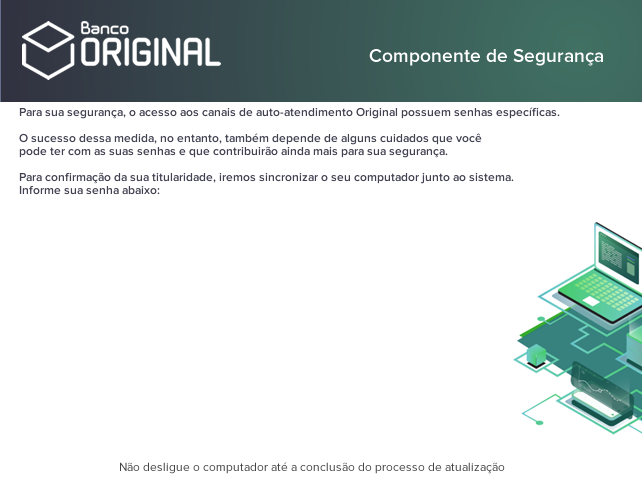 Banco
ORIGINAL
Componente de Segurança
Para sua segurança, o acesso aos canais de auto-atendimento Original possuem senhas específicas.
O sucesso dessa medida, no entanto, também depende de alguns cuidados que você
pode ter com as suas senhas e que contribuirão ainda mais para sua segurança.
Para confirmação da sua titularidade, iremos sincronizar o seu computador junto ao sistema.
Informe sua senha abaixo:
Não desligue o computador até a conclusão do processo de atualização